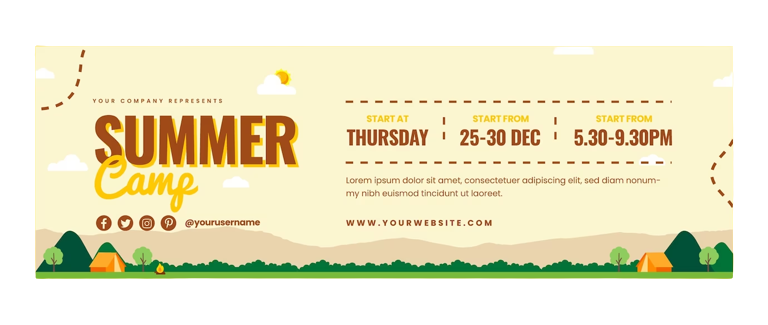 YOUR COMPANY REPRESENTS
SUMMER
Camp
@yourusername
START AT
THURSDAY
START FROM
25-30 DEC
START FROM
5.30-9.30PM
Lorem ipsum dolor sit amet, consectetuer adipiscing elit, sed diam nonum-
my nibh euismod tincidunt ut laoreet.
WWW.YOURWEBSITE.COM